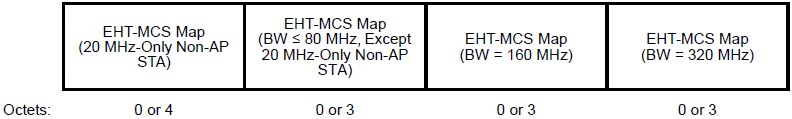 EHT-MCS Map
(20 MHz-Only Non-AP
STA)
EHT-MCS Map
(BW ≤ 80 MHz, Except
20 MHz-Only Non-AP
STA)
EHT-MCS Map
(BW = 160 MHz)
EHT-MCS Map
(BW = 320 MHz)
Octets: 0 or 4 0 or 3 0 or 3 0 or 3